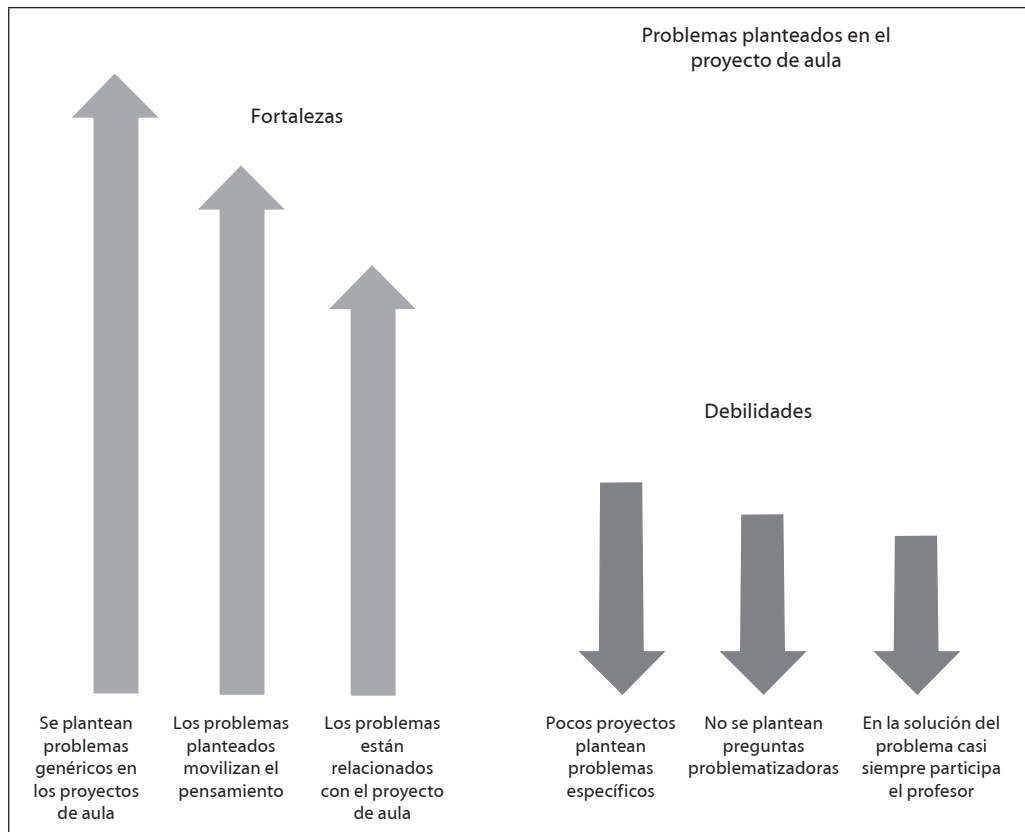 Problemas planteados en el
proyecto de aula
Fortalezas
Debilidades
Se plantean
problemas
genéricos en
los proyectos
de aula
Los problemas
planteados
movilizan el
pensamiento
Los problemas
están
relacionados
con el proyecto
de aula
Pocos proyectos
plantean
problemas
específicos
No se plantean
preguntas
problematizadoras
En la solución del
problema casi
siempre participa
el profesor